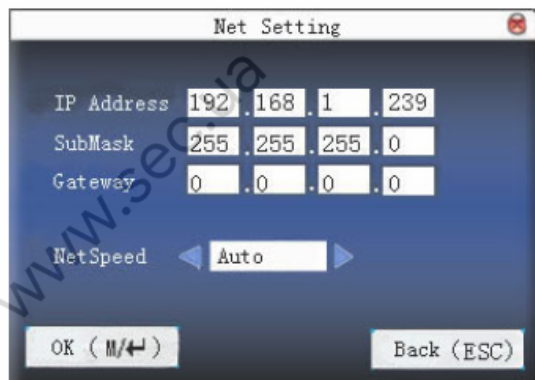 Net Setting
IP Address 192 .168 .1 .239
SubMask 255 .255 .255 .0
Gateway 0 .0 .0 .0
NetSpeed Auto
OK (M/↵) Back (ESC)
www.sec.ua